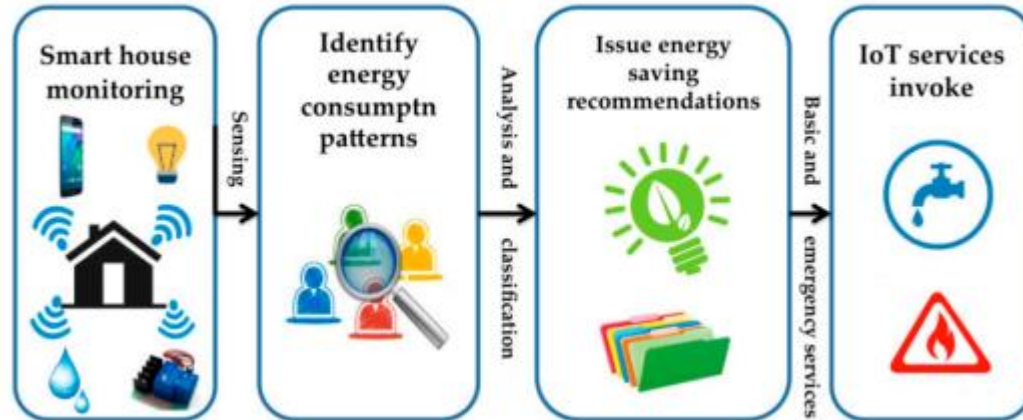 Smart house
monitoring
Sensing
Identify
energy
consumptn
patterns
Analysis and
classification
Issue energy
saving
recommendations
Basic and
emergency services
IoT services
invoke